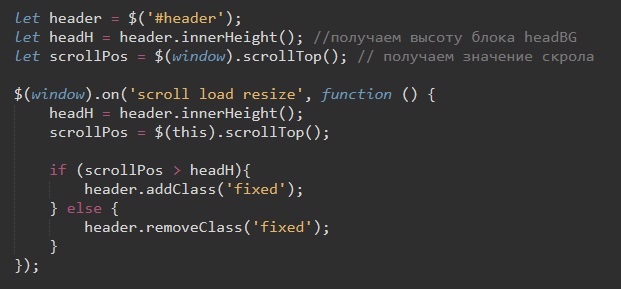 let header = $('#header');
let headH = header.innerHeight(); //получаем высоту блока headBG
let scrollPos = $(window).scrollTop(); // получаем значение скрола
$(window).on('scroll load resize', function () {
headH = header.innerHeight();
scrollPos = $(this).scrollTop();
if (scrollPos > headH){
header.addClass('fixed');
} else {
header.removeClass('fixed');
}
});